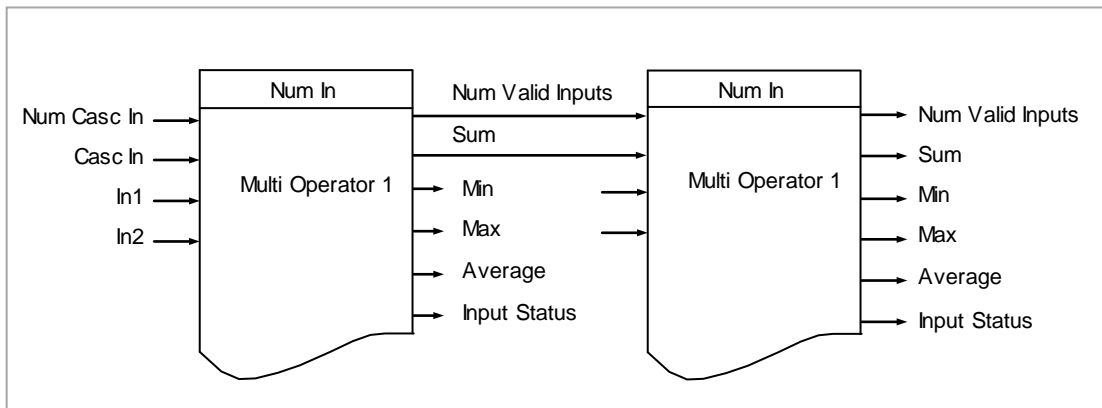 Num In
Num Casc In
Casc In
In1
In2
Multi Operator 1
Num Valid Inputs
Sum
Min
Max
Average
Input Status
Num In
Multi Operator 1
Num Valid Inputs
Sum
Min
Max
Average
Input Status